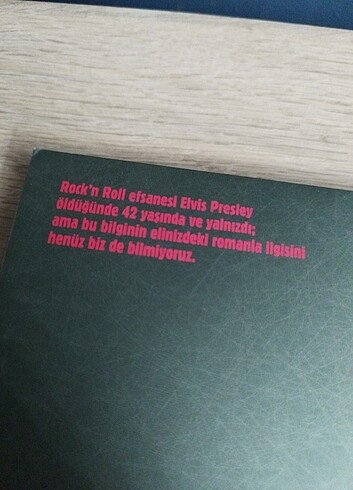 Rock'n Roll efsanesi Elvis Presley
öldüğünde 42 yaşında ve yalnızdı;
ama bu bilginin elinizdeki romanla ilgisini
henüz biz de bilmiyoruz.